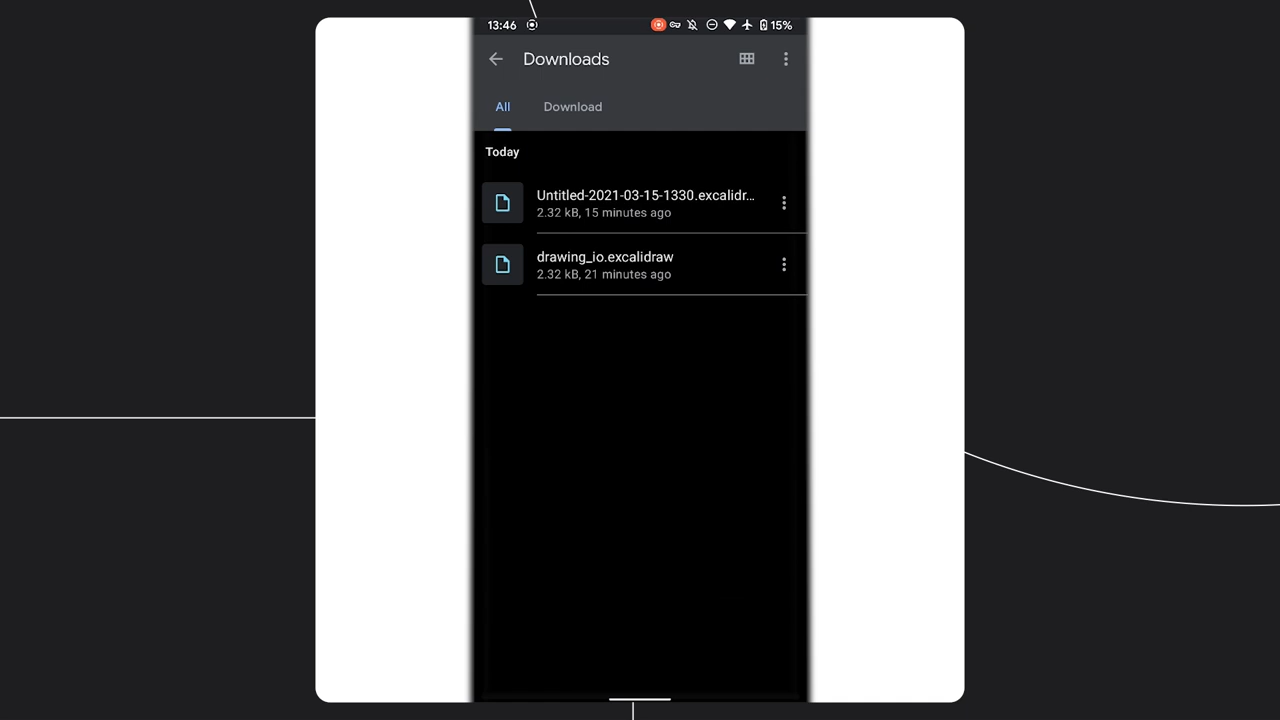 13:46
15%
Downloads
All
Download
Today
Untitled-2021-03-15-1330.excalidr...
2.32 kB, 15 minutes ago
drawing_io.excalidraw
2.32 kB, 21 minutes ago